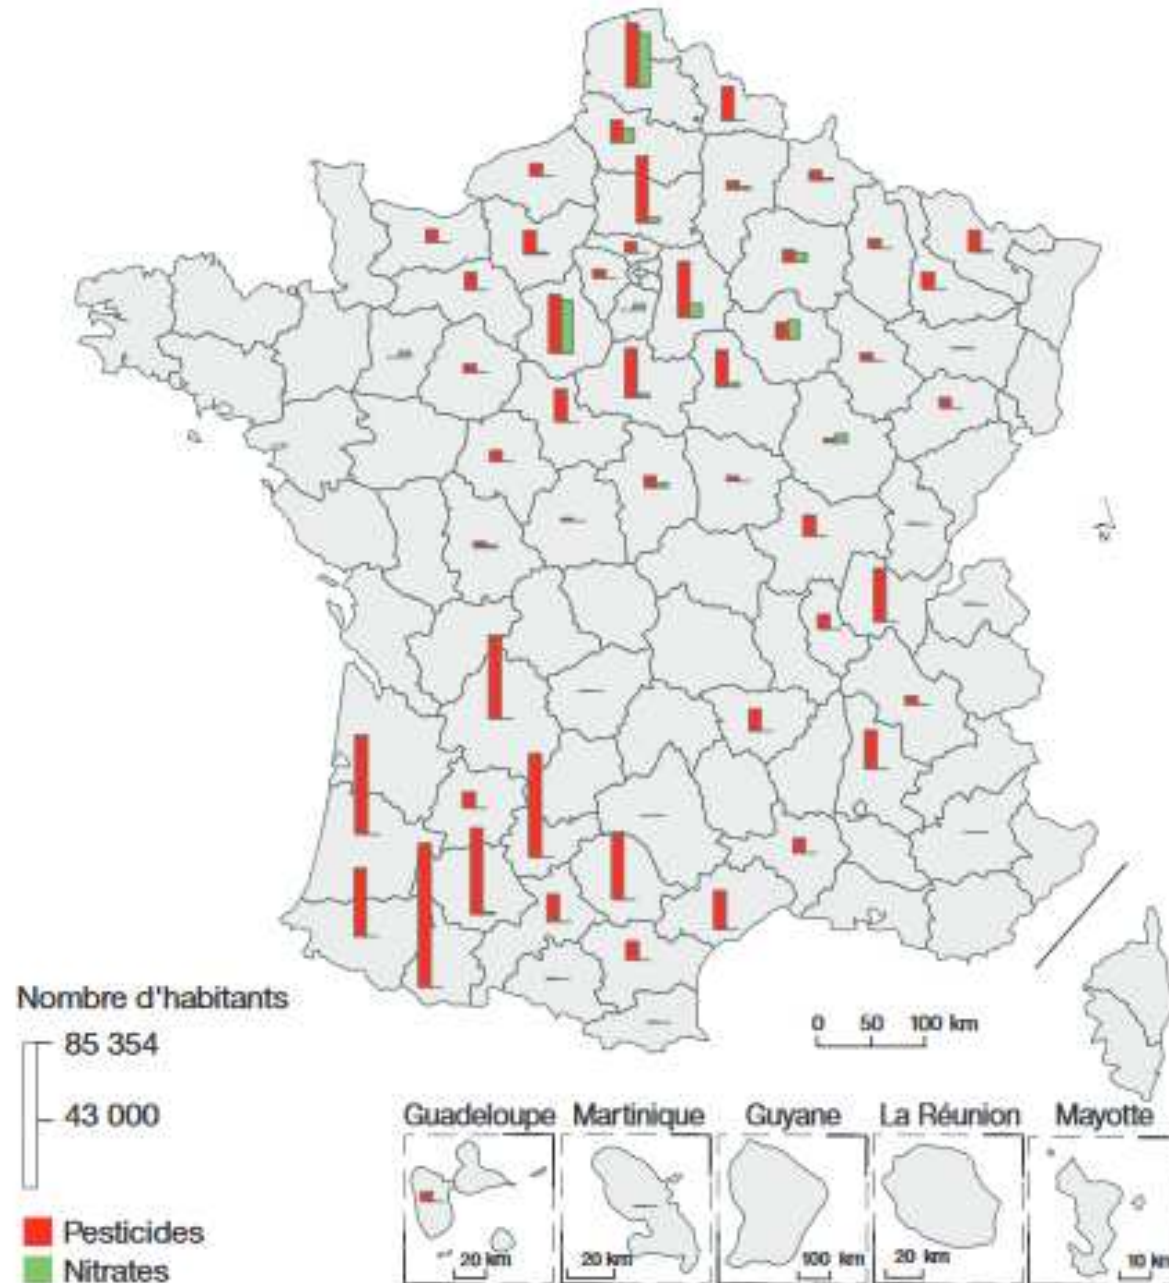 Nombre d'habitants
85 354
43 000
Pesticides
Nitrates
0 50 100 km
Guadeloupe
Martinique
Guyane
La Réunion
Mayotte
20 km
20 km
100 km
20 km
10 km